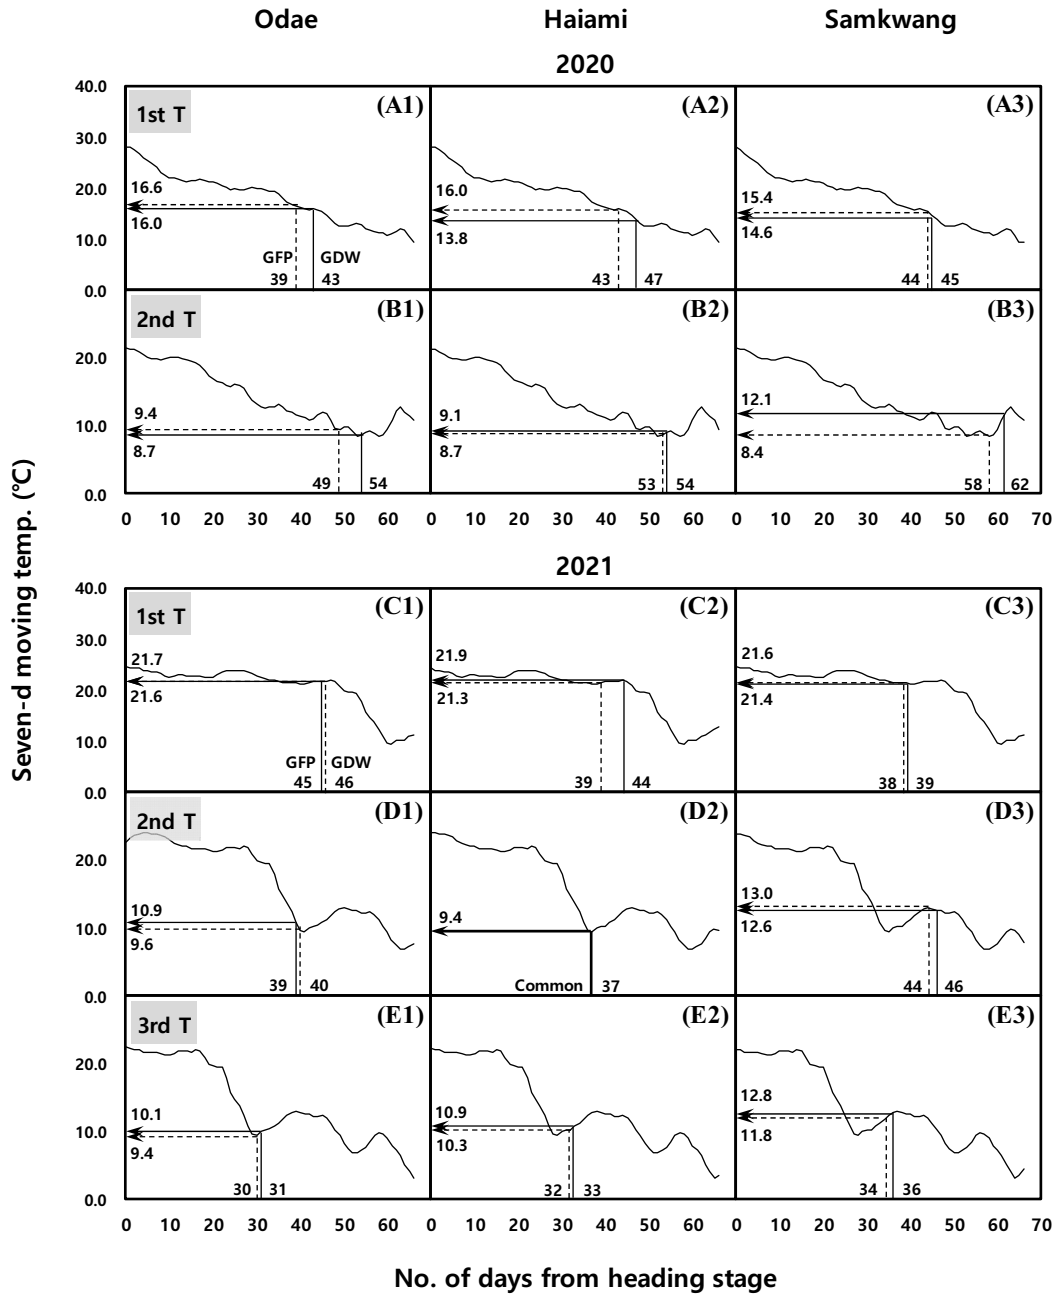 Odae Haiami Samkwang
2020
40.0 1st T (A1) (A2) (A3)
30.0
20.0 16.6 16.0 15.4
16.0 13.8 14.6
10.0 GFP GDW
39 43 43 47 44 45
0.0 2nd T (B1) (B2) (B3)
20.0
9.4 9.1 12.1
10.0
8.7 8.7 8.4
49 54 53 54 58 62
0.0
0 10 20 30 40 50 60 0 10 20 30 40 50 60 0 10 20 30 40 50 60 70
Seven-d moving temp. (℃)
2021
40.0 1st T (C1) (C2) (C3)
30.0
21.7 21.9 21.6
20.0 21.6 21.3 21.4
10.0 GFP GDW
45 46 39 44 38 39
0.0 2nd T (D1) (D2) (D3)
20.0
10.9 9.4 13.0
10.0 9.6 12.6
39 40 Common 37 44 46
0.0 3rd T (E1) (E2) (E3)
20.0
10.1 10.9 12.8
10.0 9.4 10.3 11.8
30 31 32 33 34 36
0.0
0 10 20 30 40 50 60 0 10 20 30 40 50 60 0 10 20 30 40 50 60 70
No. of days from heading stage